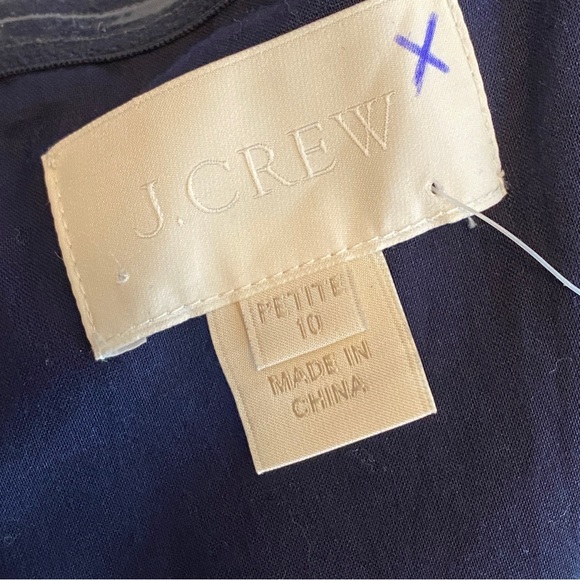 J.CREW
X
PETITE
10
MADE IN
CHINA